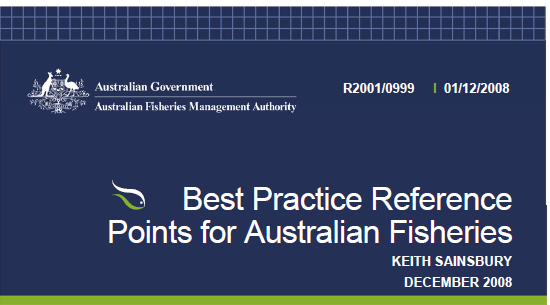 Australian Government
Australian Fisheries Management Authority
R2001/0999 I 01/12/2008
Best Practice Reference
Points for Australian Fisheries
KEITH SAINSBURY
DECEMBER 2008